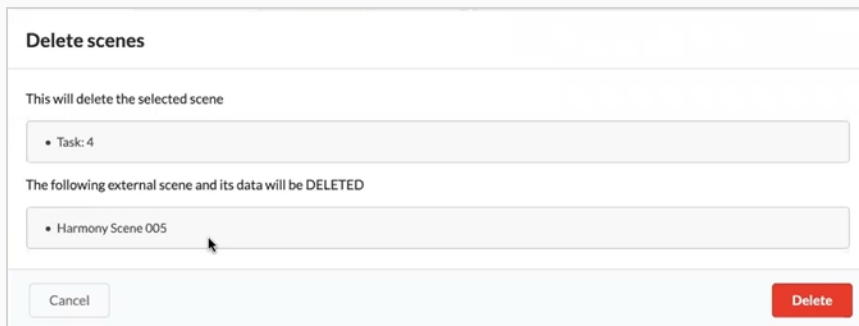 Delete scenes
This will delete the selected scene
• Task: 4
The following external scene and its data will be DELETED
• Harmony Scene 005
Cancel
Delete